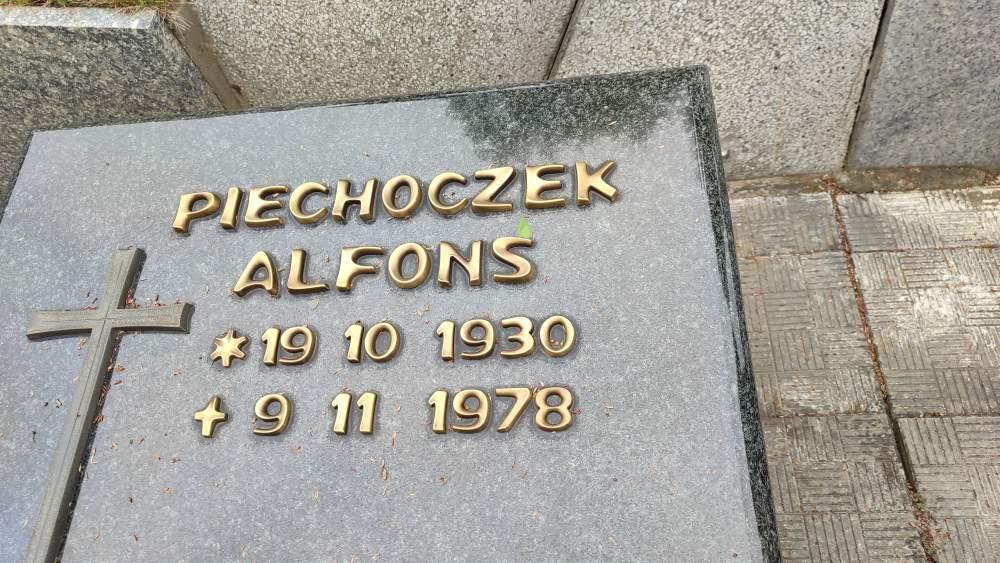 PIECHOCZEK
ALFONS
* 19 10 1930
+ 9 11 1978